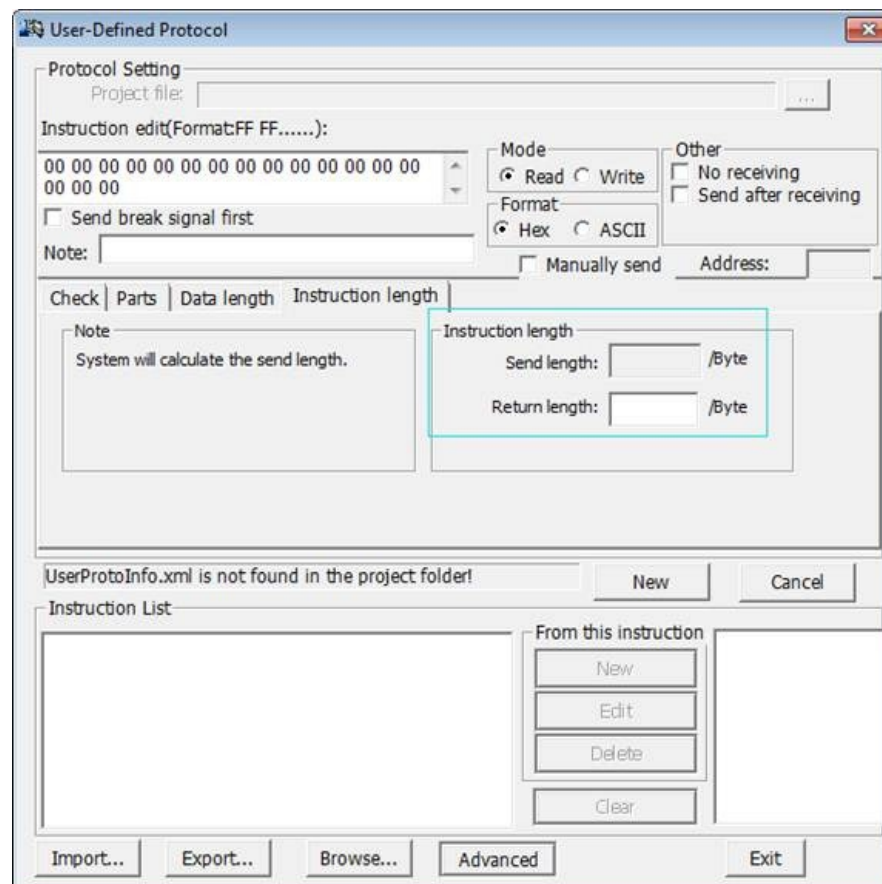 User-Defined Protocol
Protocol Setting
Project file:
...
Instruction edit(Format:FF FF......):
00 00 00 00 00 00 00 00 00 00 00 00 00 00
00 00 00
Mode
Read Write
Format
Hex ASCII
Other
No receiving
Send after receiving
Send break signal first
Note:
Manually send Address:
Check Parts Data length Instruction length
Note
System will calculate the send length.
Instruction length
Send length: /Byte
Return length: /Byte
UserProtoInfo.xml is not found in the project folder!
New Cancel
Instruction List
From this instruction
New
Edit
Delete
Clear
Import... Export... Browse... Advanced Exit